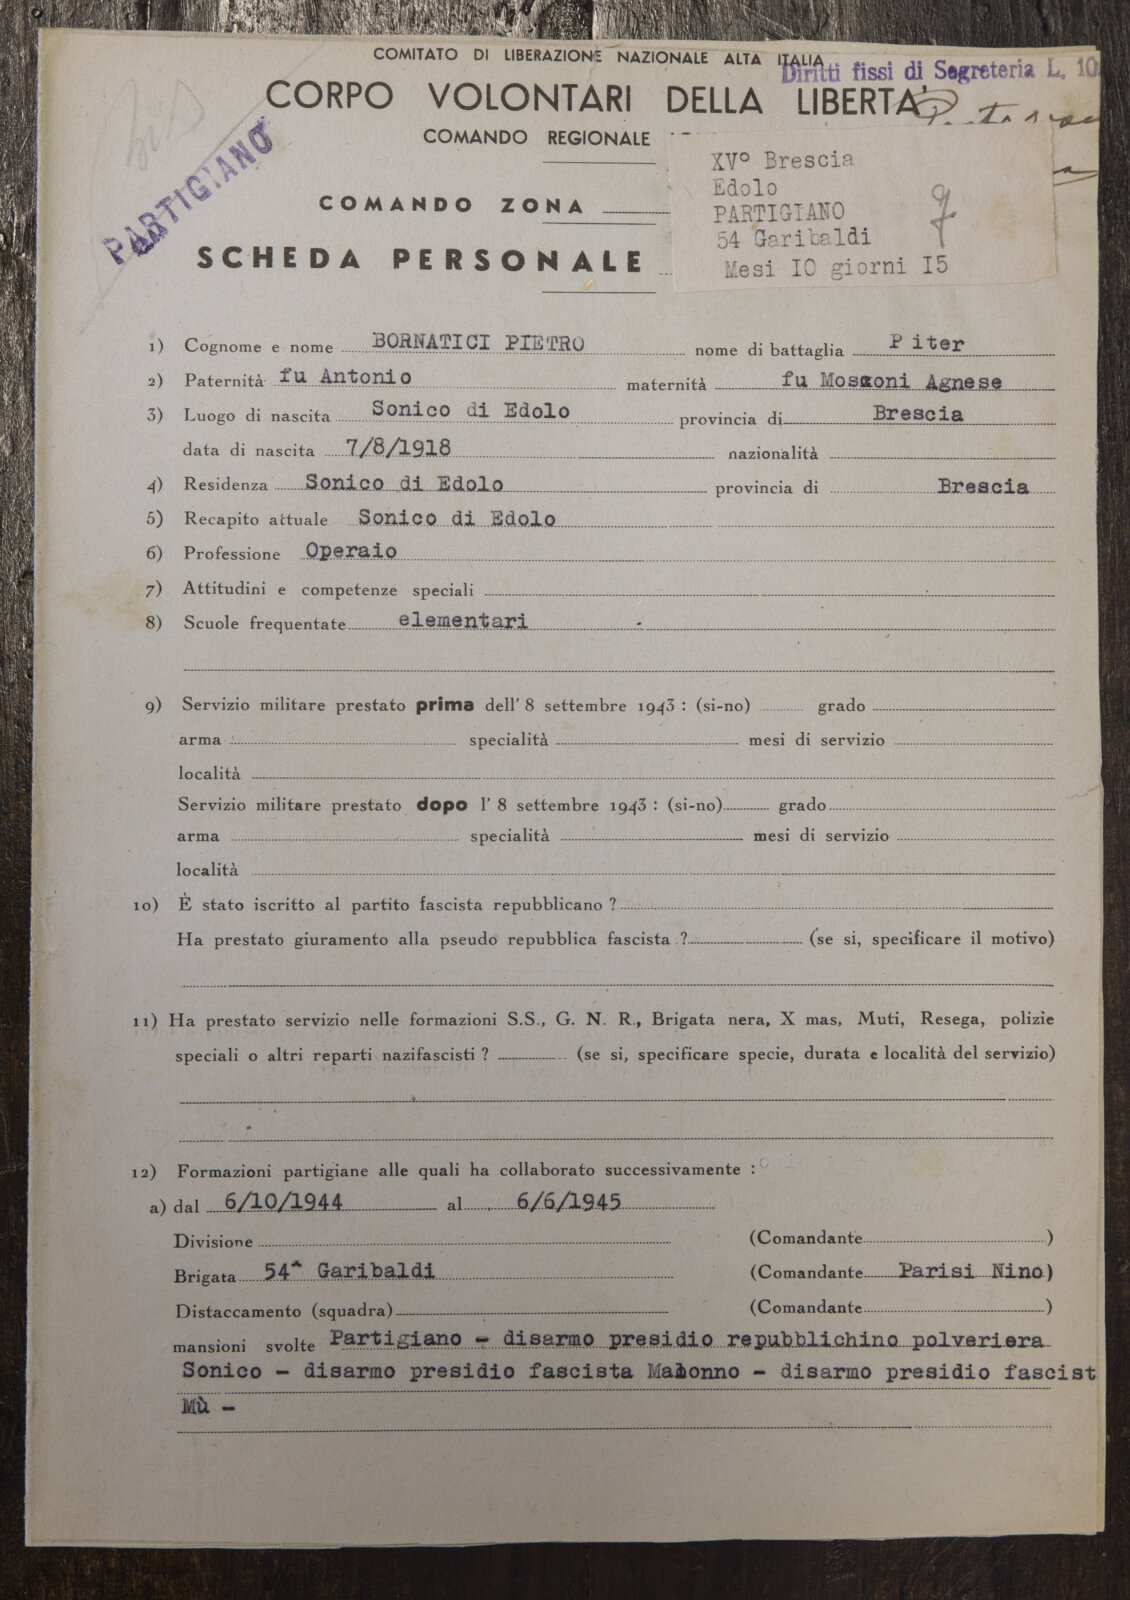 COMITATO DI LIBERAZIONE NAZIONALE ALTA ITALIA
Diritti fissi di Segreteria L. 10
CORPO VOLONTARI DELLA LIBERTA'
COMANDO REGIONALE
bis
PARTIGIANO
XV° Brescia
Edolo
PARTIGIANO
54 Garibaldi
Mesi IO giorni I5
COMANDO ZONA
SCHEDA PERSONALE
1) Cognome e nome BORNATICI PIETRO nome di battaglia Piter
2) Paternità fu Antonio maternità fu Mosconi Agnese
3) Luogo di nascita Sonico di Edolo provincia di Brescia
data di nascita 7/8/1918 nazionalità
4) Residenza Sonico di Edolo provincia di Brescia
5) Recapito attuale Sonico di Edolo
6) Professione Operaio
7) Attitudini e competenze speciali
8) Scuole frequentate elementari
9) Servizio militare prestato prima dell' 8 settembre 1943 : (si-no) grado
arma specialità mesi di servizio
località
Servizio militare prestato dopo l' 8 settembre 1943 : (si-no) grado
arma specialità mesi di servizio
località
10) È stato iscritto al partito fascista repubblicano ?
Ha prestato giuramento alla pseudo repubblica fascista ? (se si, specificare il motivo)
11) Ha prestato servizio nelle formazioni S.S., G. N. R., Brigata nera, X mas, Muti, Resega, polizie
speciali o altri reparti nazifascisti ? (se si, specificare specie, durata e località del servizio)
12) Formazioni partigiane alle quali ha collaborato successivamente :
a) dal 6/10/1944 al 6/6/1945
Divisione (Comandante )
Brigata 54^ Garibaldi (Comandante Parisi Nino)
Distaccamento (squadra) (Comandante )
mansioni svolte Partigiano - disarmo presidio repubblichino polveriera
Sonico - disarmo presidio fascista Malonno - disarmo presidio fascist
Mù -